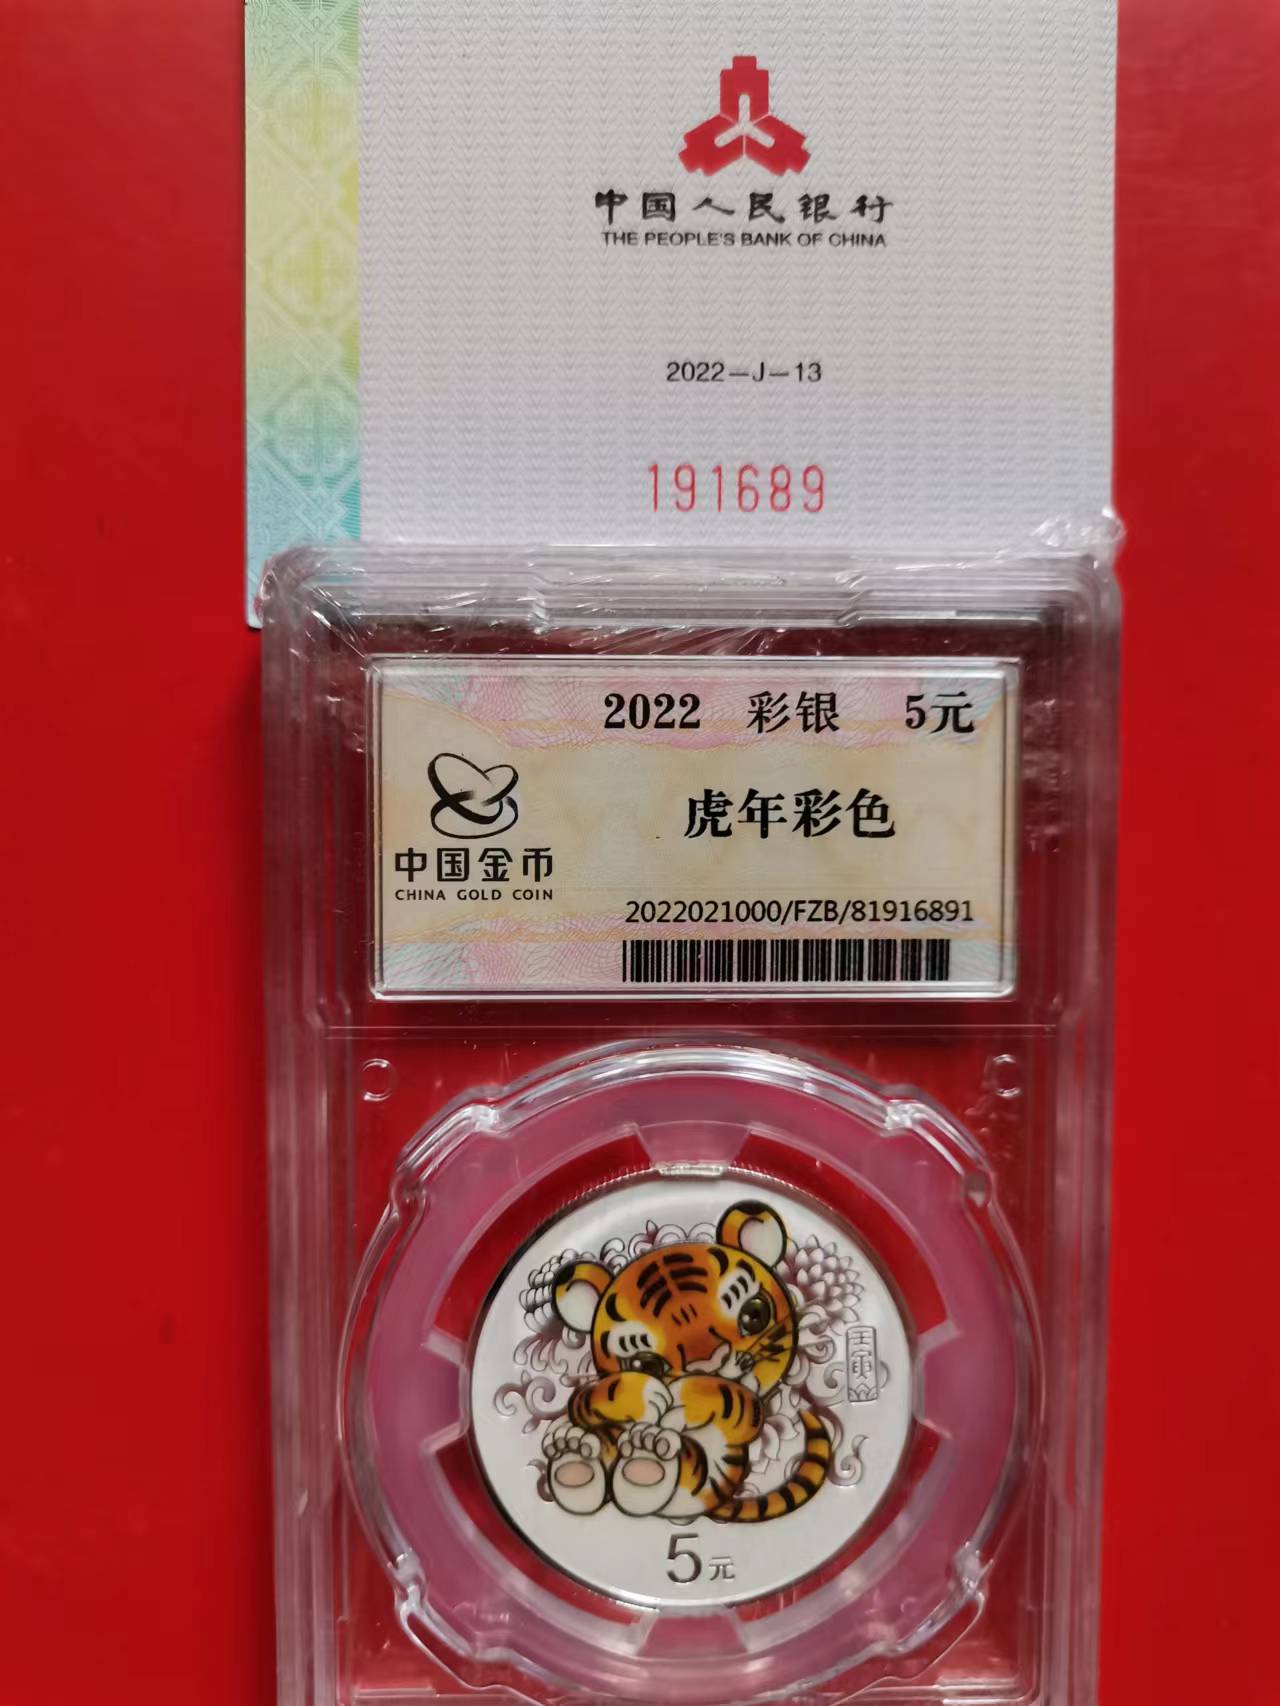 中国人民银行
THE PEOPLE'S BANK OF CHINA
2022-J-13
191689
2022 彩银 5元
虎年彩色
中国金币
CHINA GOLD COIN
2022021000/FZB/81916891
壬寅
5元